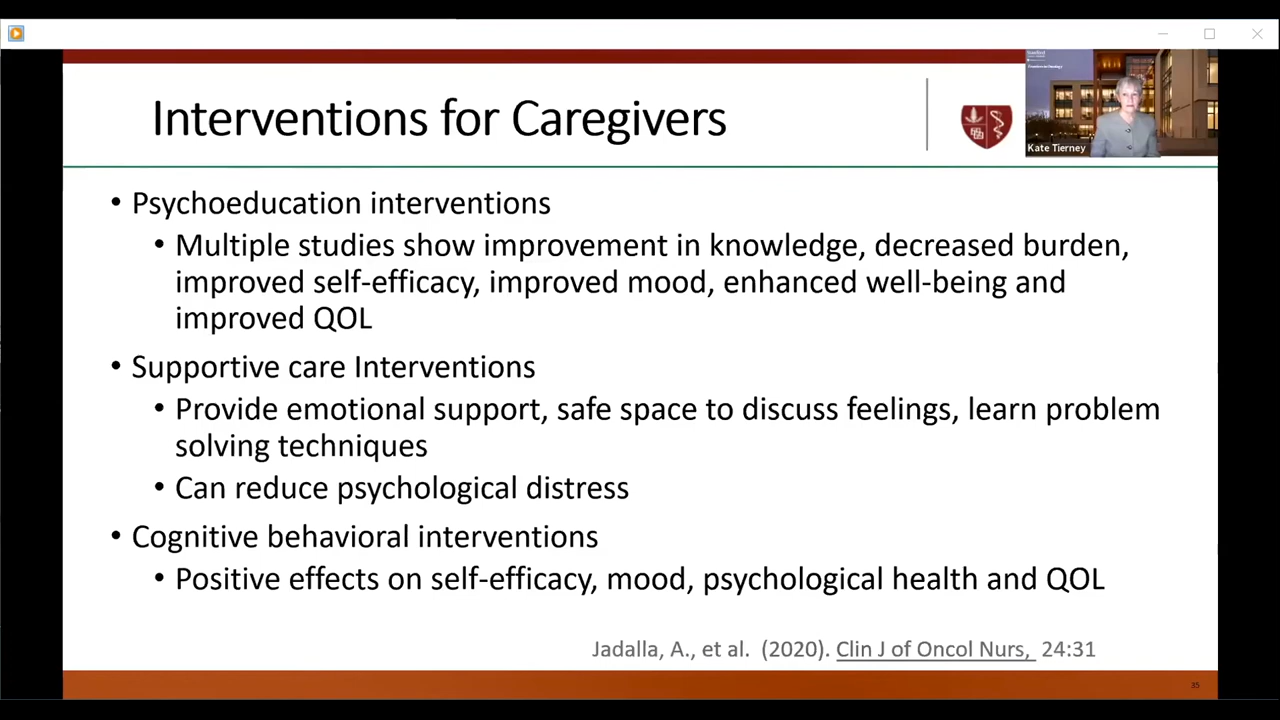 Interventions for Caregivers
Kate Tierney
• Psychoeducation interventions
• Multiple studies show improvement in knowledge, decreased burden,
improved self-efficacy, improved mood, enhanced well-being and
improved QOL
• Supportive care Interventions
• Provide emotional support, safe space to discuss feelings, learn problem
solving techniques
• Can reduce psychological distress
• Cognitive behavioral interventions
• Positive effects on self-efficacy, mood, psychological health and QOL
Jadalla, A., et al. (2020). Clin J of Oncol Nurs, 24:31
35